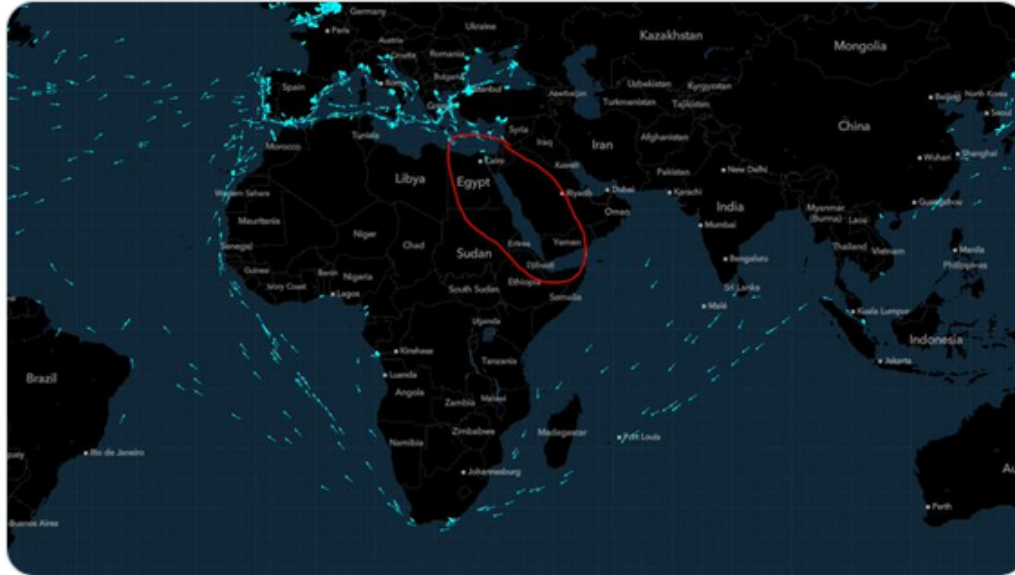 Germany
Ukraine
Paris
Kazakhstan
Mongolia
Austria
Croatia
Romania
Bulgaria
Spain
Istanbul
Uzbekistan
Kyrgyzstan
Azerbaijan
Turkmenistan
Tajikistan
Beijing
North Korea
Seoul
Tunisia
Syria
Morocco
Iraq
Iran
Afghanistan
China
Cairo
Wuhan
Shanghai
Kuwait
Pakistan
New Delhi
Libya
Egypt
Western Sahara
Riyadh
Dubai
Karachi
Guangzhou
Oman
India
Myanmar
(Burma)
Laos
Mauritania
Mumbai
Niger
Chad
Sudan
Eritrea
Yemen
Thailand
Vietnam
Manila
Senegal
Bengaluru
Philippines
Djibouti
Guinea
Benin
Nigeria
Ivory Coast
Lagos
South Sudan
Ethiopia
Sri Lanka
Somalia
Malé
Kuala Lumpur
Uganda
Indonesia
Kinshasa
Tanzania
Jakarta
Brazil
Luanda
Angola
Zambia
Malawi
Zimbabwe
Madagascar
Port Louis
Namibia
Rio de Janeiro
guay
Johannesburg
Au
Perth
Buenos Aires